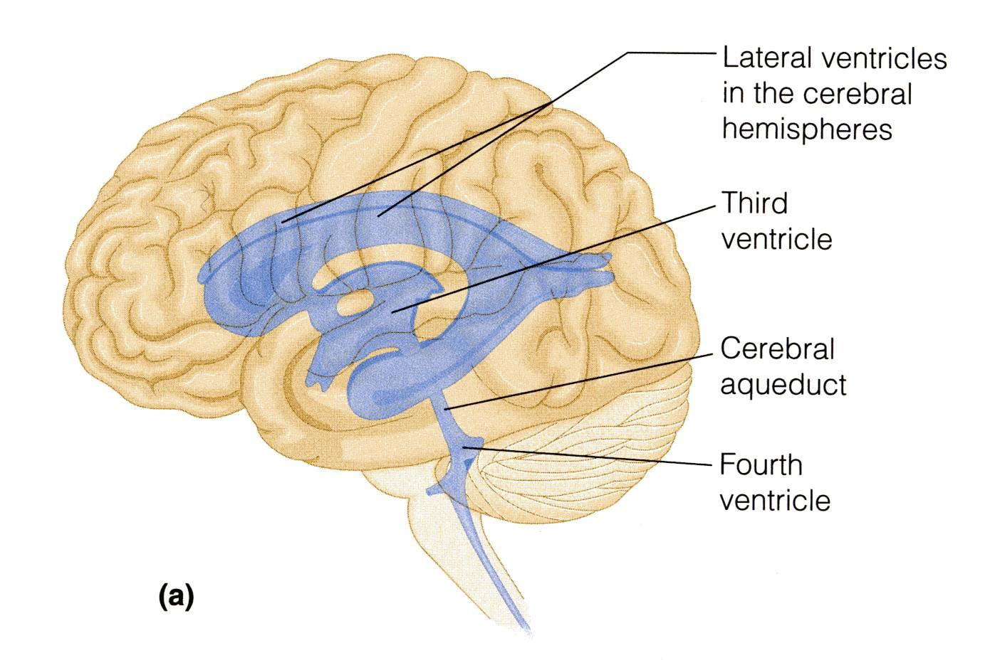 Lateral ventricles
in the cerebral
hemispheres
Third
ventricle
Cerebral
aqueduct
Fourth
ventricle
(a)